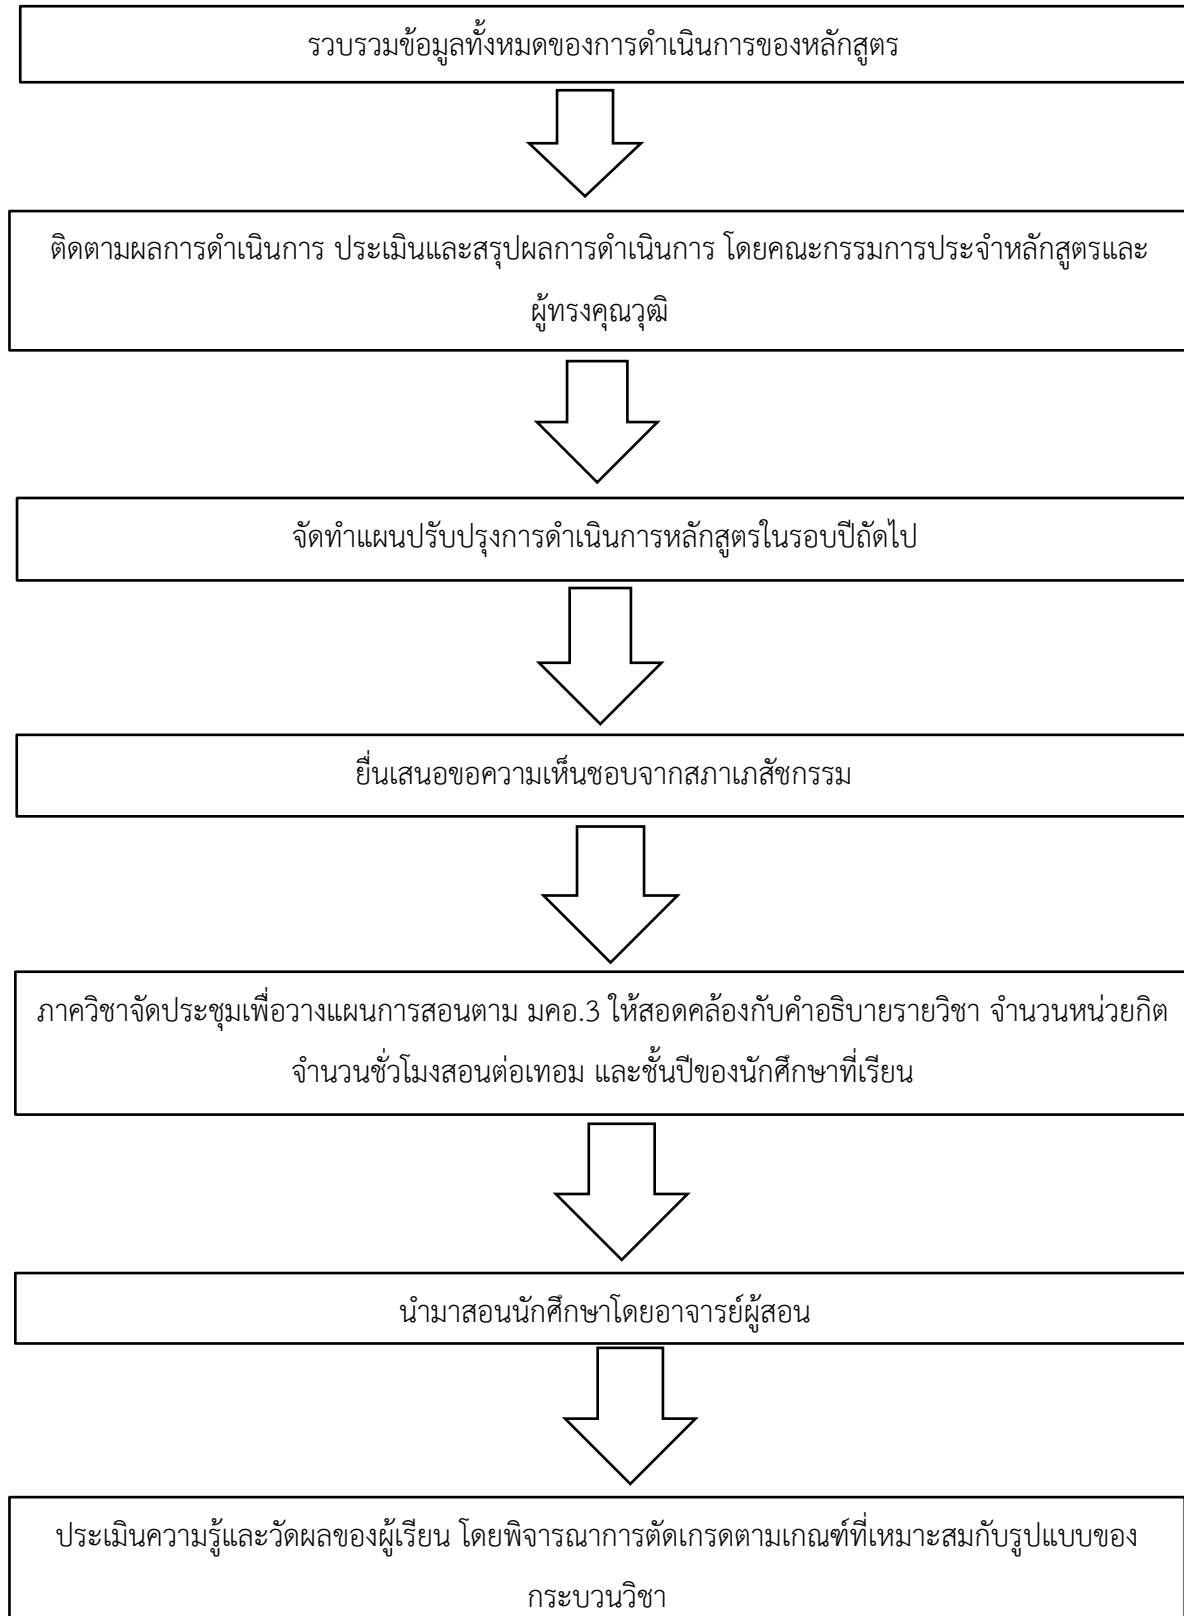 รวบรวมข้อมูลทั้งหมดของการดำเนินการของหลักสูตร
ติดตามผลการดำเนินการ ประเมินและสรุปผลการดำเนินการ โดยคณะกรรมการประจำหลักสูตรและ
ผู้ทรงคุณวุฒิ
จัดทำแผนปรับปรุงการดำเนินการหลักสูตรในรอบปีถัดไป
ยื่นเสนอขอความเห็นชอบจากสภาเภสัชกรรม
ภาควิชาจัดประชุมเพื่อวางแผนการสอนตาม มคอ.3 ให้สอดคล้องกับคำอธิบายรายวิชา จำนวนหน่วยกิต
จำนวนชั่วโมงสอนต่อเทอม และชั้นปีของนักศึกษาที่เรียน
นำมาสอนนักศึกษาโดยอาจารย์ผู้สอน
ประเมินความรู้และวัดผลของผู้เรียน โดยพิจารณาการตัดเกรดตามเกณฑ์ที่เหมาะสมกับรูปแบบของ
กระบวนวิชา